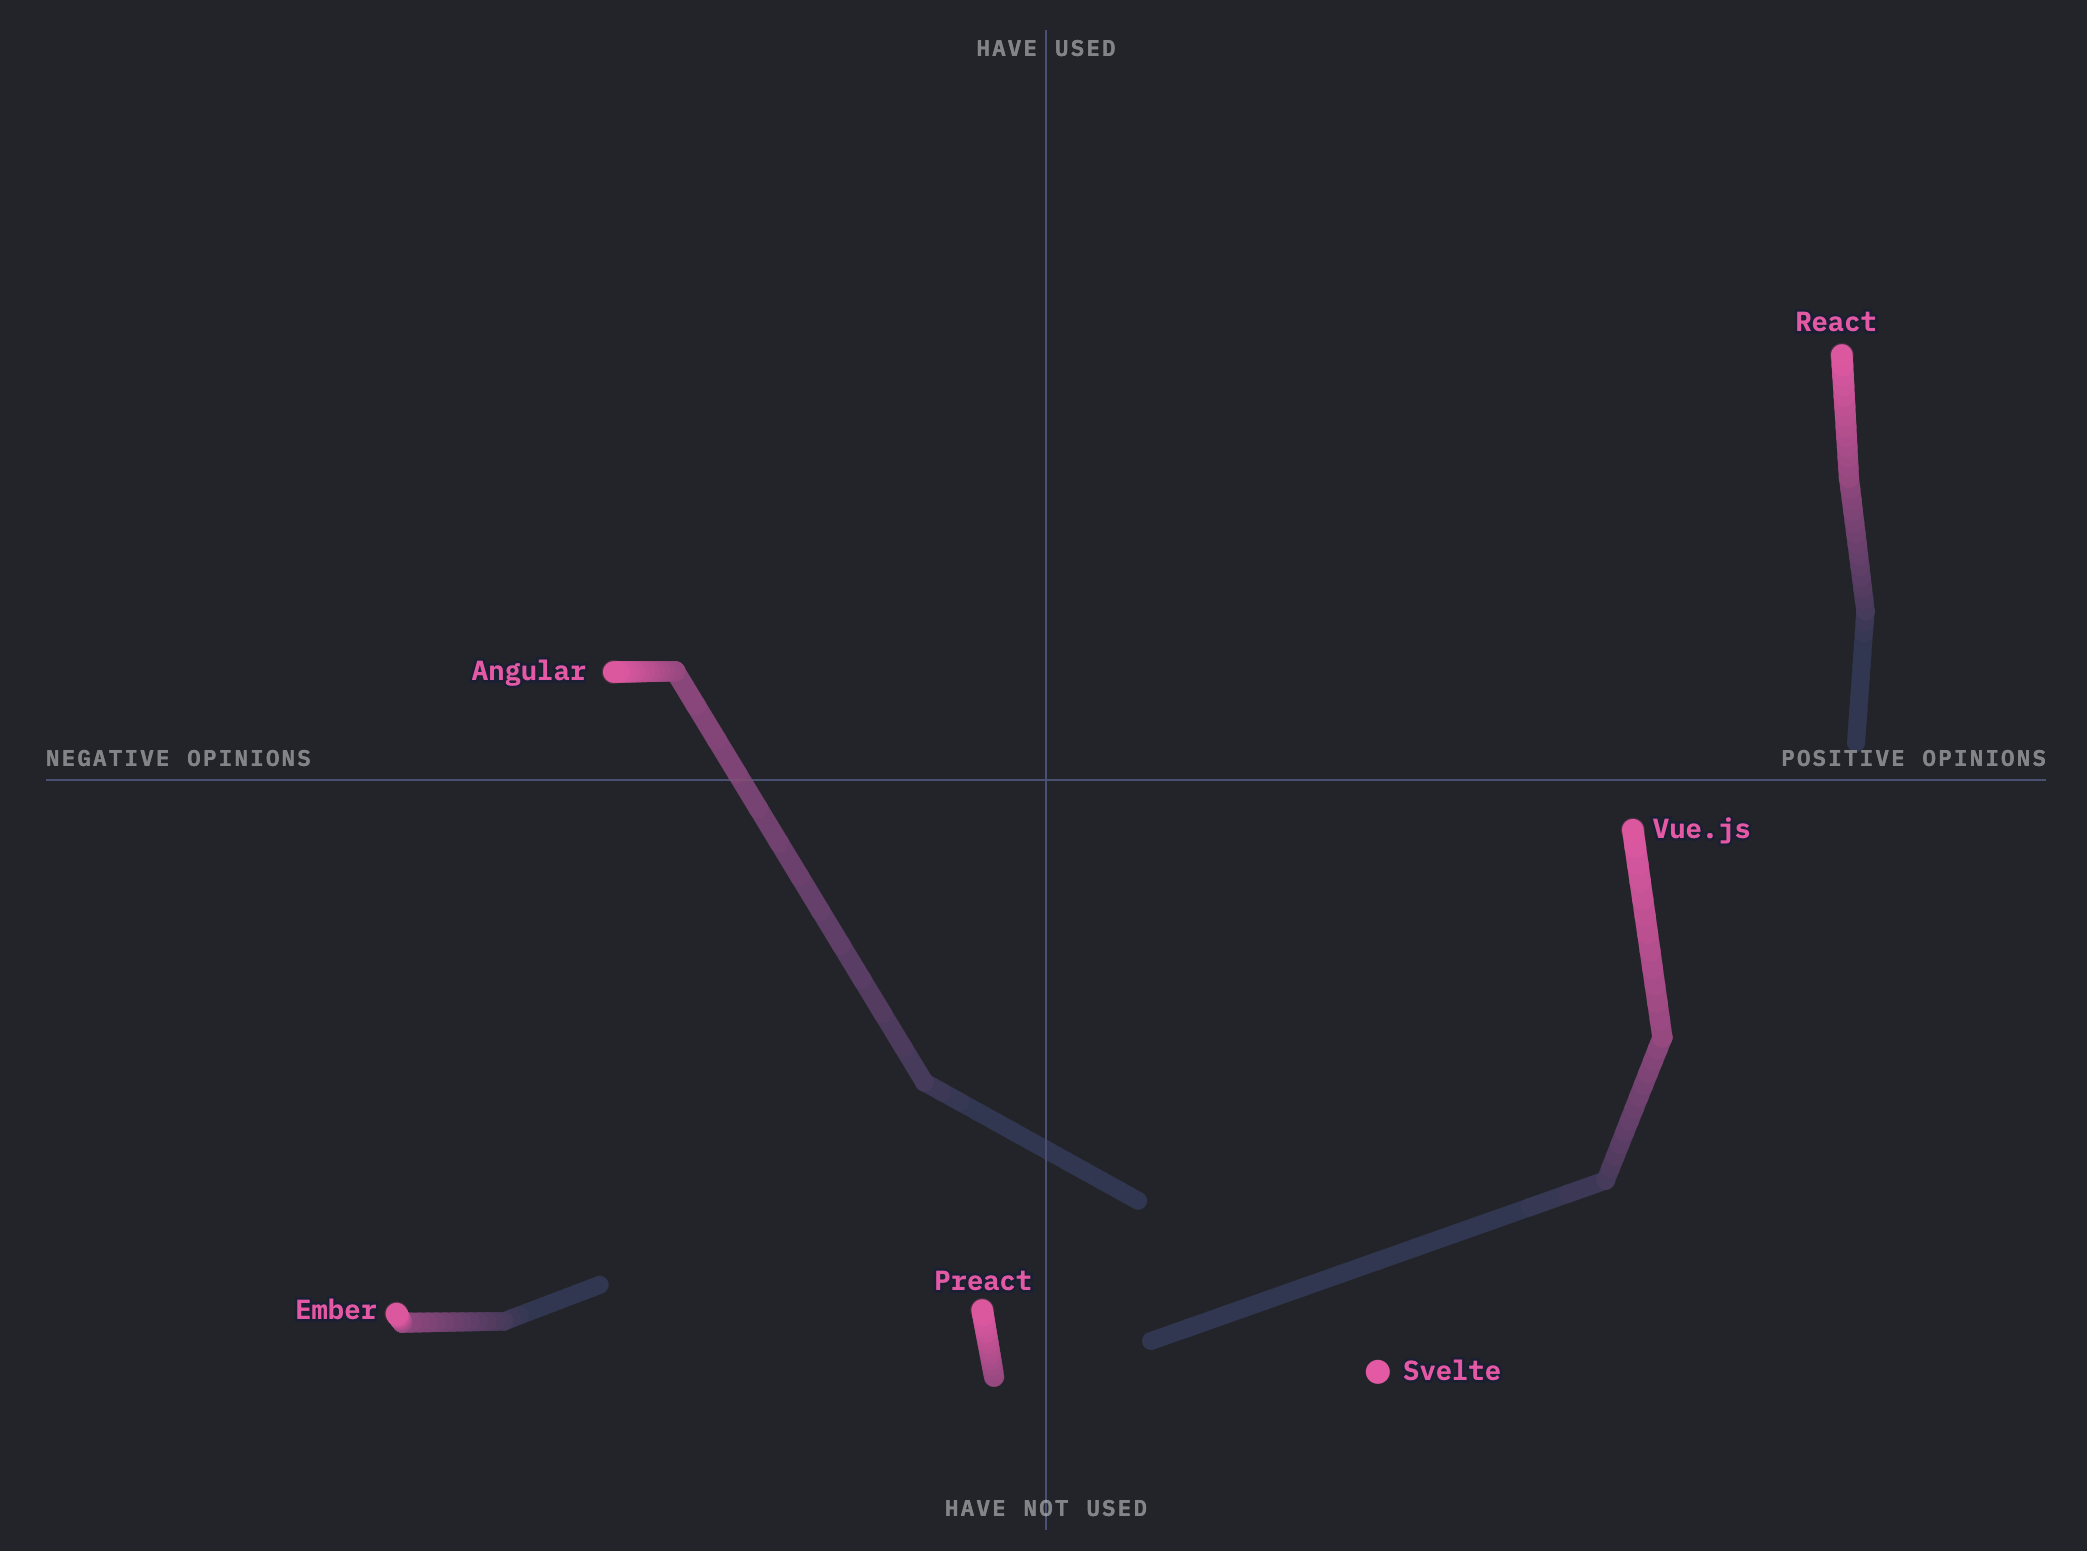 HAVE USED
React
Angular
NEGATIVE OPINIONS
POSITIVE OPINIONS
Vue.js
Preact
Ember
Svelte
HAVE NOT USED